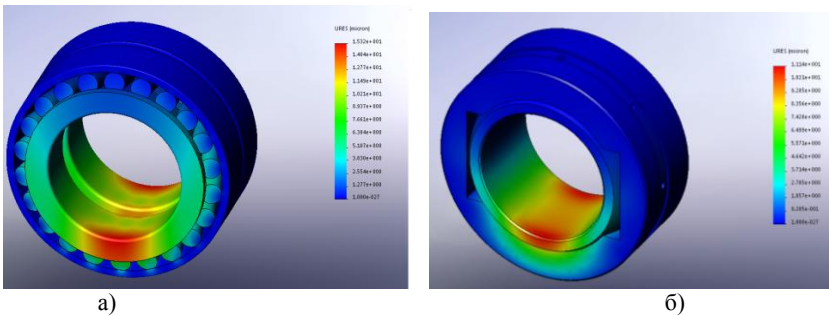 URES (micron)
1.532e+001
1.404e+001
1.277e+001
1.149e+001
1.021e+001
8.937e+000
7.661e+000
6.384e+000
5.107e+000
3.830e+000
2.554e+000
1.277e+000
1.000e-027
URES (micron)
1.114e+001
1.021e+001
9.285e+000
8.356e+000
7.428e+000
6.499e+000
5.571e+000
4.642e+000
3.714e+000
2.785e+000
1.857e+000
9.285e-001
1.000e-027
а)
б)